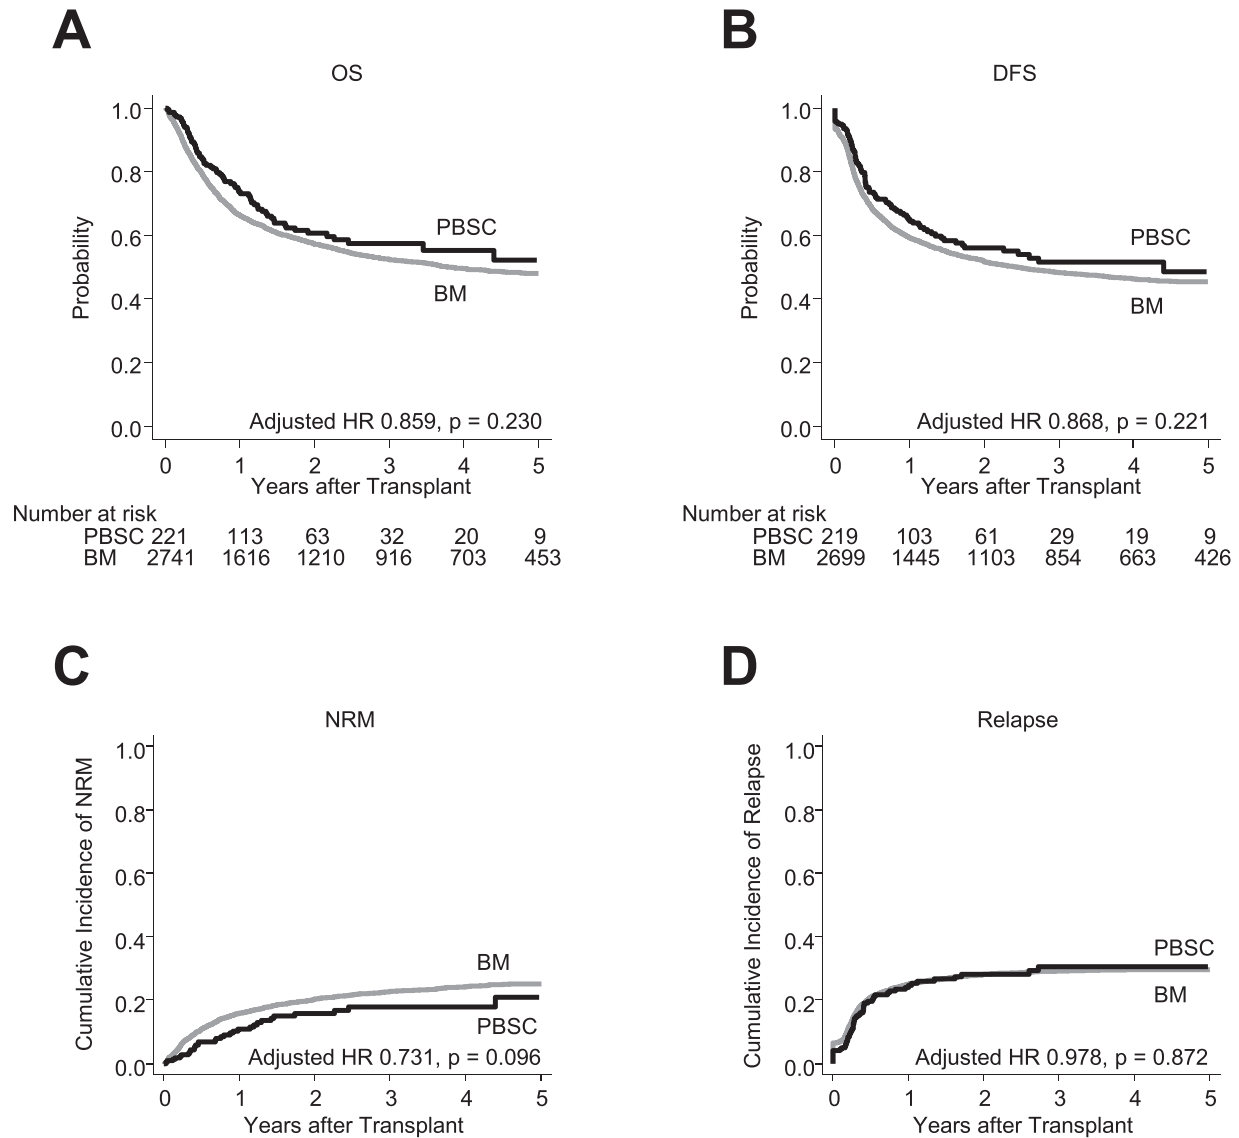 A
OS
Probability
1.0
0.8
0.6
0.4
0.2
0.0
PBSC
BM
Adjusted HR 0.859, p = 0.230
0 1 2 3 4 5
Years after Transplant
Number at risk
PBSC 221 113 63 32 20 9
BM 2741 1616 1210 916 703 453
B
DFS
Probability
1.0
0.8
0.6
0.4
0.2
0.0
PBSC
BM
Adjusted HR 0.868, p = 0.221
0 1 2 3 4 5
Years after Transplant
Number at risk
PBSC 219 103 61 29 19 9
BM 2699 1445 1103 854 663 426
C
NRM
Cumulative Incidence of NRM
1.0
0.8
0.6
0.4
0.2
0.0
BM
PBSC
Adjusted HR 0.731, p = 0.096
0 1 2 3 4 5
Years after Transplant
D
Relapse
Cumulative Incidence of Relapse
1.0
0.8
0.6
0.4
0.2
0.0
PBSC
BM
Adjusted HR 0.978, p = 0.872
0 1 2 3 4 5
Years after Transplant